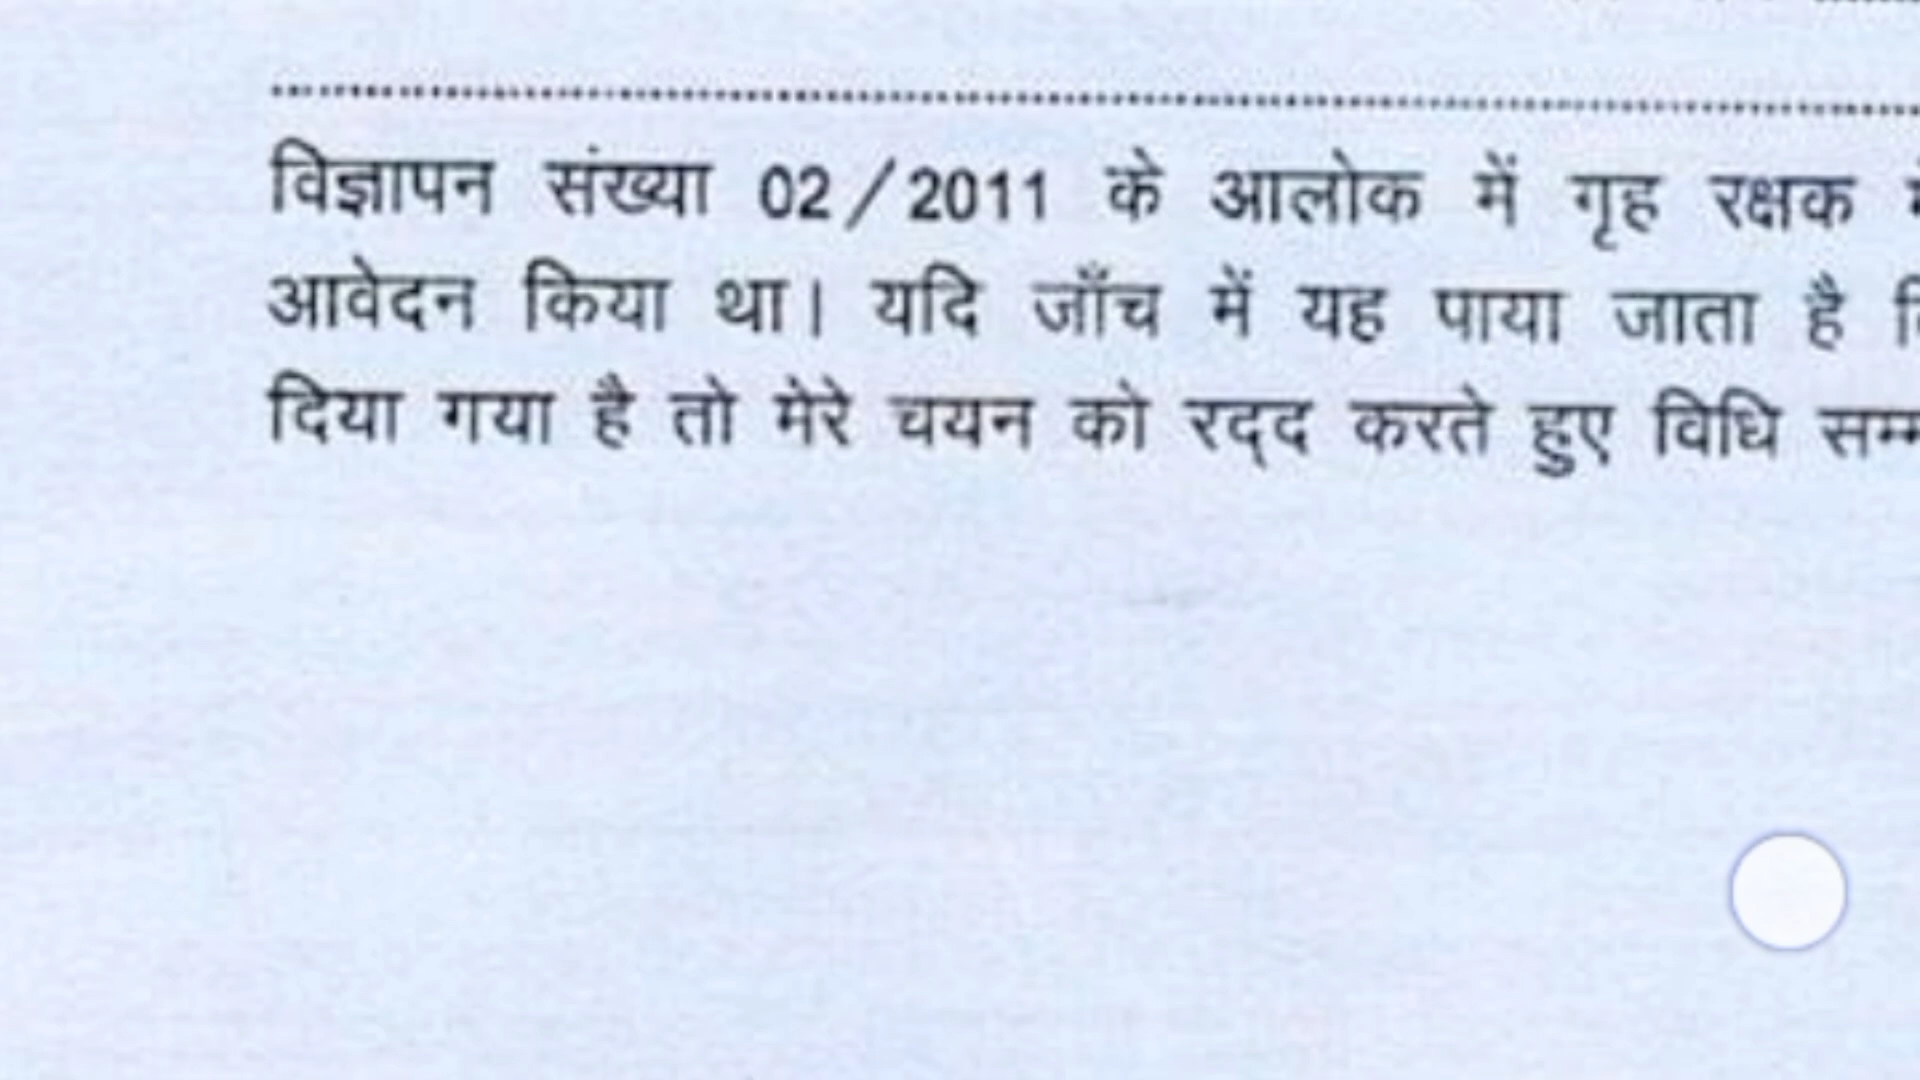 विज्ञापन संख्या 02/2011 के आलोक में गृह रक्षक
आवेदन किया था। यदि जाँच में यह पाया जाता है
दिया गया है तो मेरे चयन को रद्द करते हुए विधि